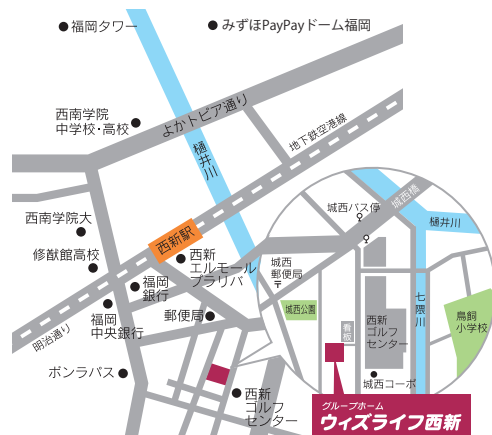 福岡タワー
みずほPayPayドーム福岡
西南学院
中学校・高校
よかトピア通り
樋井川
地下鉄空港線
西南学院大
修猷館高校
西新駅
西新
エルモール
プラリバ
福岡
銀行
福岡
中央銀行
郵便局
明治通り
ボンラパス
西新
ゴルフ
センター
城西バス停
城西橋
樋井川
城西
郵便局
〒
城西公園
看板
西新
ゴルフ
センター
七隈川
鳥飼
小学校
城西コーポ
グループホーム
ウィズライフ西新